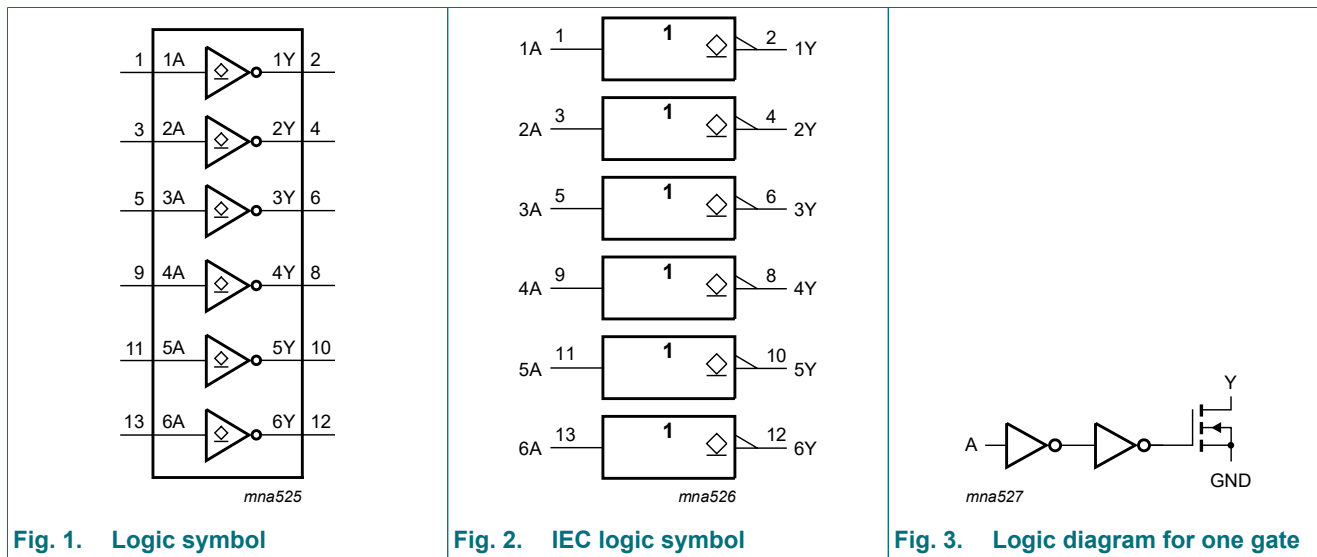 1 1A 1Y 2
3 2A 2Y 4
5 3A 3Y 6
9 4A 4Y 8
11 5A 5Y 10
13 6A 6Y 12
mna525
Fig. 1. Logic symbol
1A 1 1 2 1Y
2A 3 1 4 2Y
3A 5 1 6 3Y
4A 9 1 8 4Y
5A 11 1 10 5Y
6A 13 1 12 6Y
mna526
Fig. 2. IEC logic symbol
Y
A
GND
mna527
Fig. 3. Logic diagram for one gate